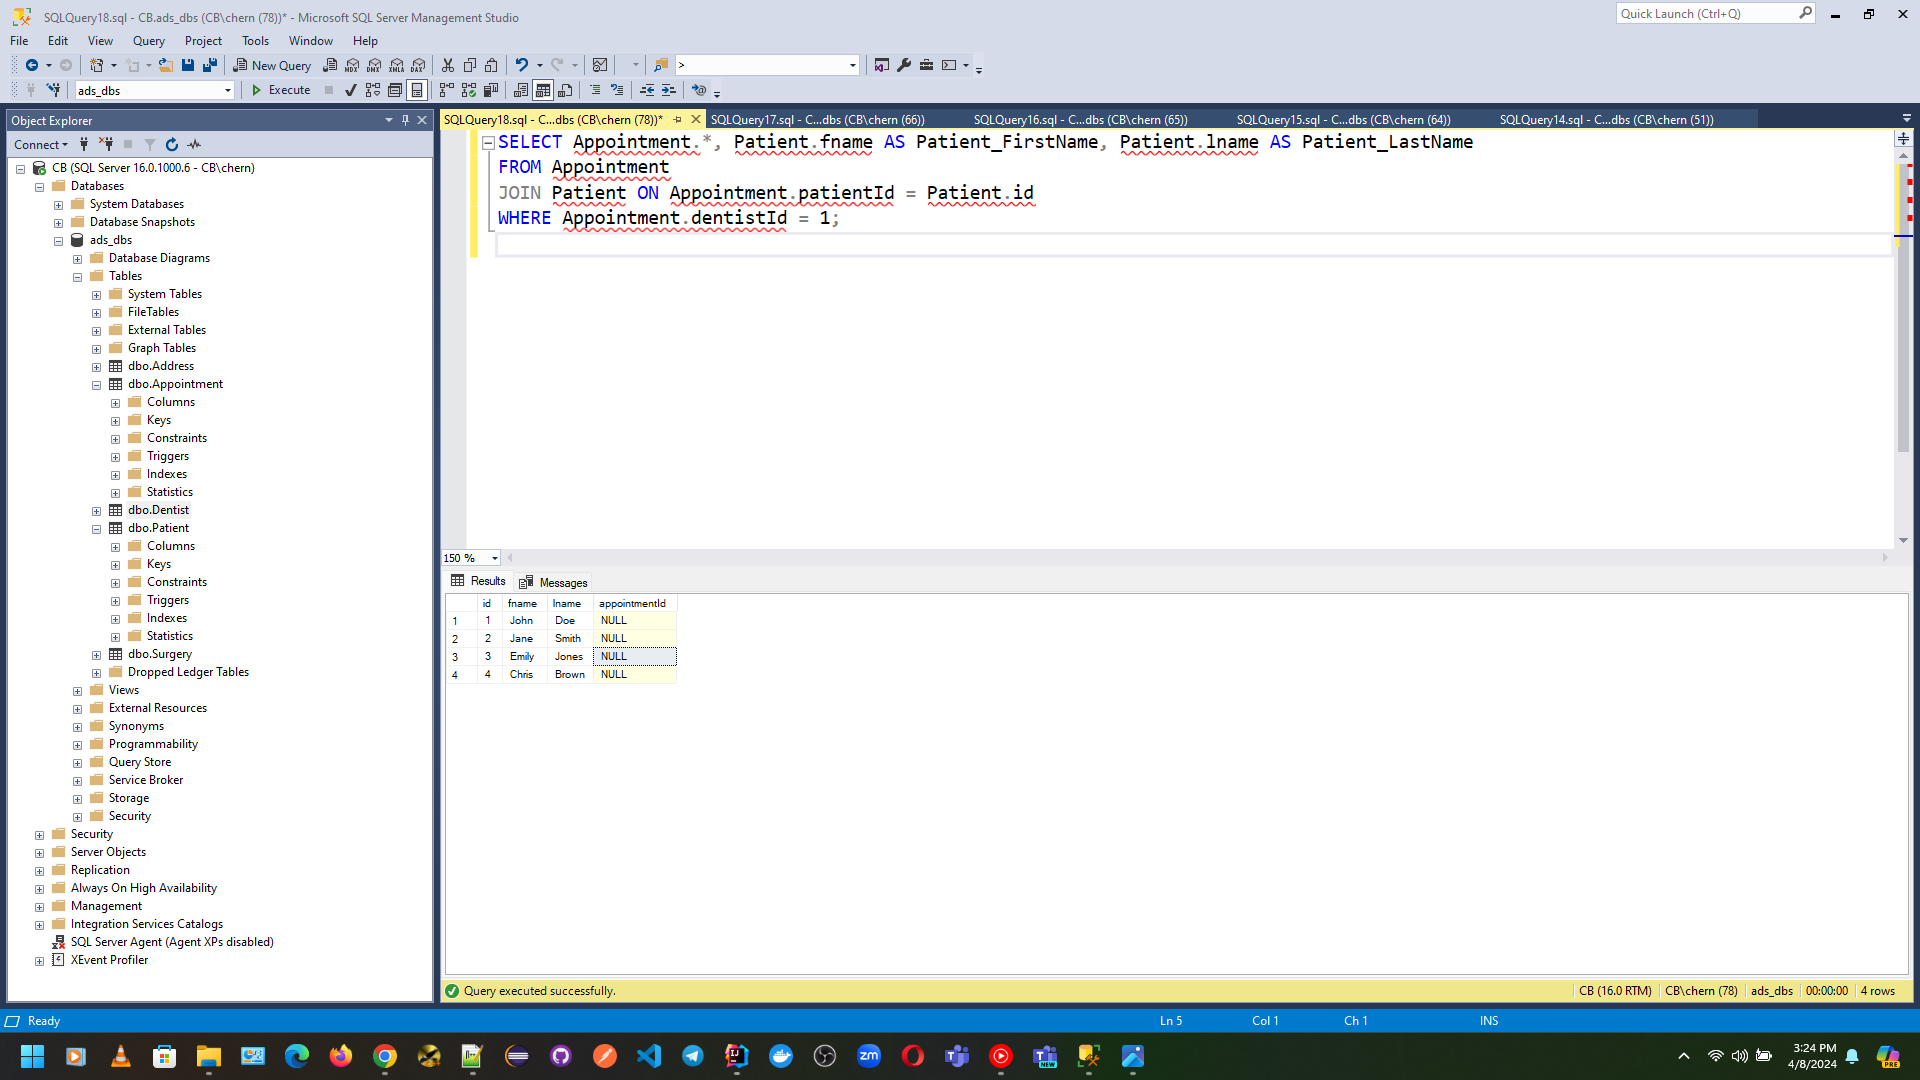 SQLQuery18.sql - CB.ads_dbs (CB\chern (78))* - Microsoft SQL Server Management Studio
Quick Launch (Ctrl+Q)
File Edit View Query Project Tools Window Help
New Query
MDX DMX XMLA DAX
>
ads_dbs
Execute
Object Explorer
Connect
CB (SQL Server 16.0.1000.6 - CB\chern)
Databases
System Databases
Database Snapshots
ads_dbs
Database Diagrams
Tables
System Tables
FileTables
External Tables
Graph Tables
dbo.Address
dbo.Appointment
Columns
Keys
Constraints
Triggers
Indexes
Statistics
dbo.Dentist
dbo.Patient
Columns
Keys
Constraints
Triggers
Indexes
Statistics
dbo.Surgery
Dropped Ledger Tables
Views
External Resources
Synonyms
Programmability
Query Store
Service Broker
Storage
Security
Security
Server Objects
Replication
Always On High Availability
Management
Integration Services Catalogs
SQL Server Agent (Agent XPs disabled)
XEvent Profiler
SQLQuery18.sql - C...dbs (CB\chern (78))* SQLQuery17.sql - C...dbs (CB\chern (66)) SQLQuery16.sql - C...dbs (CB\chern (65)) SQLQuery15.sql - C...dbs (CB\chern (64)) SQLQuery14.sql - C...dbs (CB\chern (51))
SELECT Appointment.*, Patient.fname AS Patient_FirstName, Patient.lname AS Patient_LastName
FROM Appointment
JOIN Patient ON Appointment.patientId = Patient.id
WHERE Appointment.dentistId = 1;
150 %
Results Messages
id fname lname appointmentId
1 1 John Doe NULL
2 2 Jane Smith NULL
3 3 Emily Jones NULL
4 4 Chris Brown NULL
Query executed successfully.
CB (16.0 RTM) CB\chern (78) ads_dbs 00:00:00 4 rows
Ready
Ln 5 Col 1 Ch 1 INS
zm
NEW
3:24 PM
4/8/2024
PRE